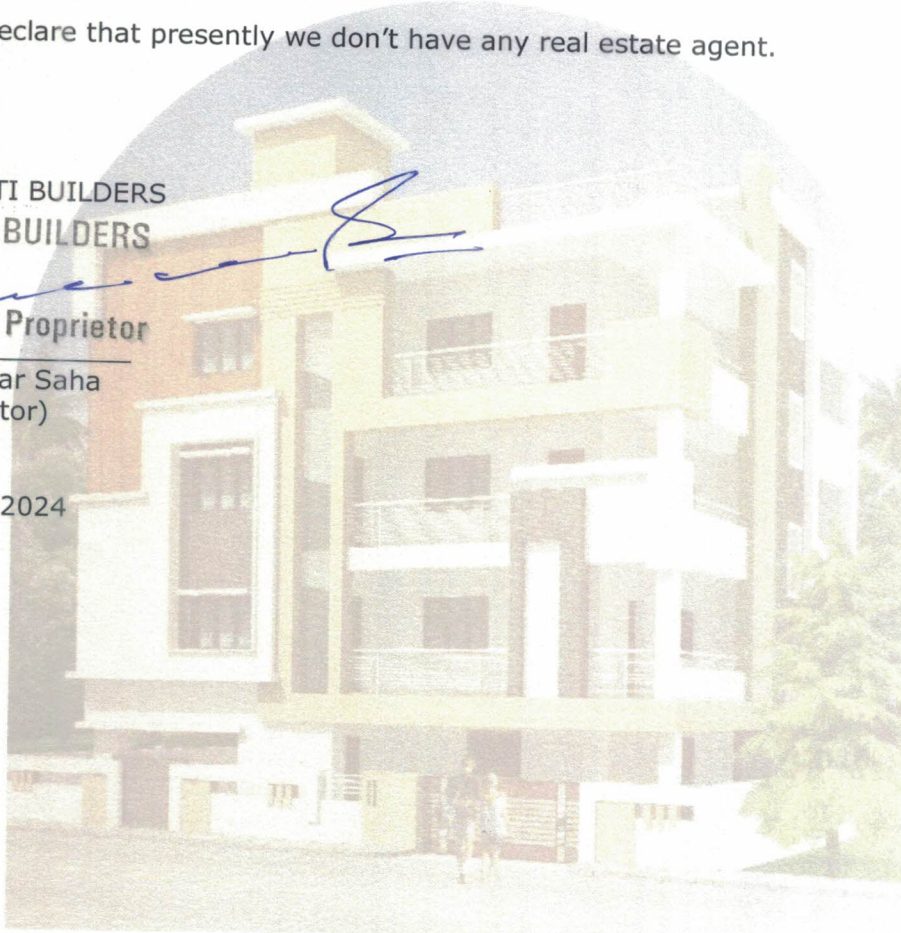 eclare that presently we don't have any real estate agent.
TI BUILDERS
BUILDERS
Proprietor
ar Saha
tor)
2024